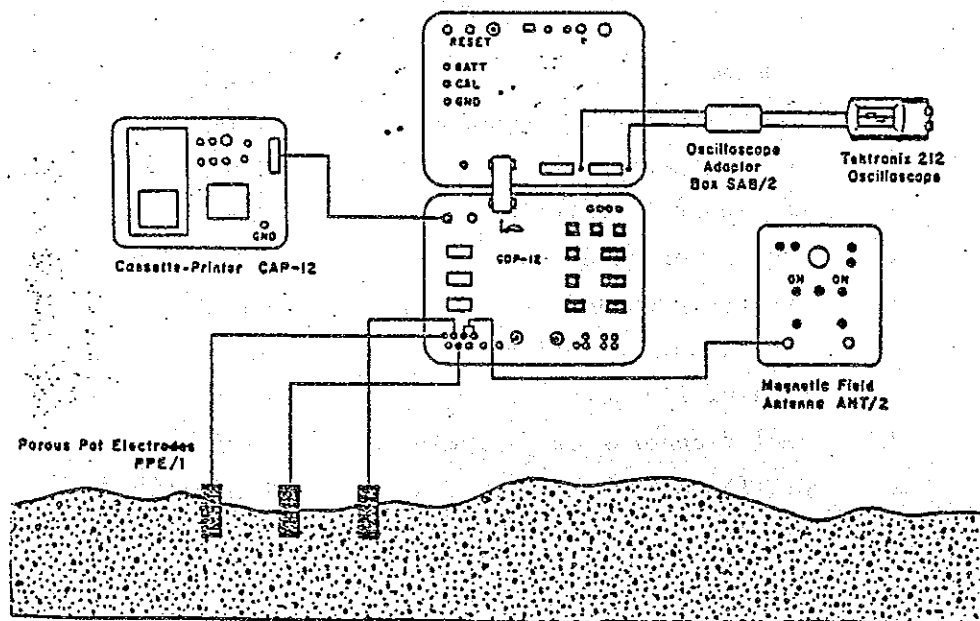 RESET
BATT
CAL
GND
GND
Cassette-Printer CAP-12
GDP-12
Oscilloscope
Adaptor
Box SAB/2
Tektronix 212
Oscilloscope
ON ON
Magnetic Field
Antenna ANT/2
Porous Pot Electrodes
PPE/1